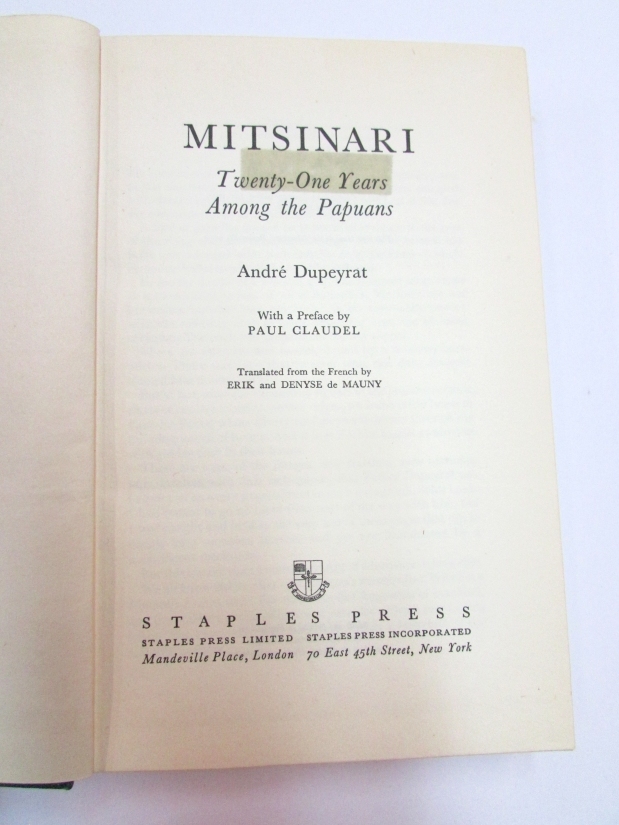 MITSINARI
Twenty-One Years
Among the Papuans
André Dupeyrat
With a Preface by
PAUL CLAUDEL
Translated from the French by
ERIK and DENYSE de MAUNY
STAPLES PRESS
STAPLES PRESS LIMITED STAPLES PRESS INCORPORATED
Mandeville Place, London 70 East 45th Street, New York